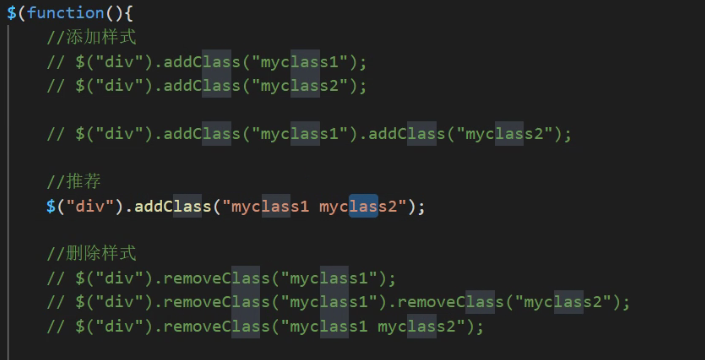 $(function(){
//添加样式
// $("div").addClass("myclass1");
// $("div").addClass("myclass2");
// $("div").addClass("myclass1").addClass("myclass2");
//推荐
$("div").addClass("myclass1 myclass2");
//删除样式
// $("div").removeClass("myclass1");
// $("div").removeClass("myclass1").removeClass("myclass2");
// $("div").removeClass("myclass1 myclass2");